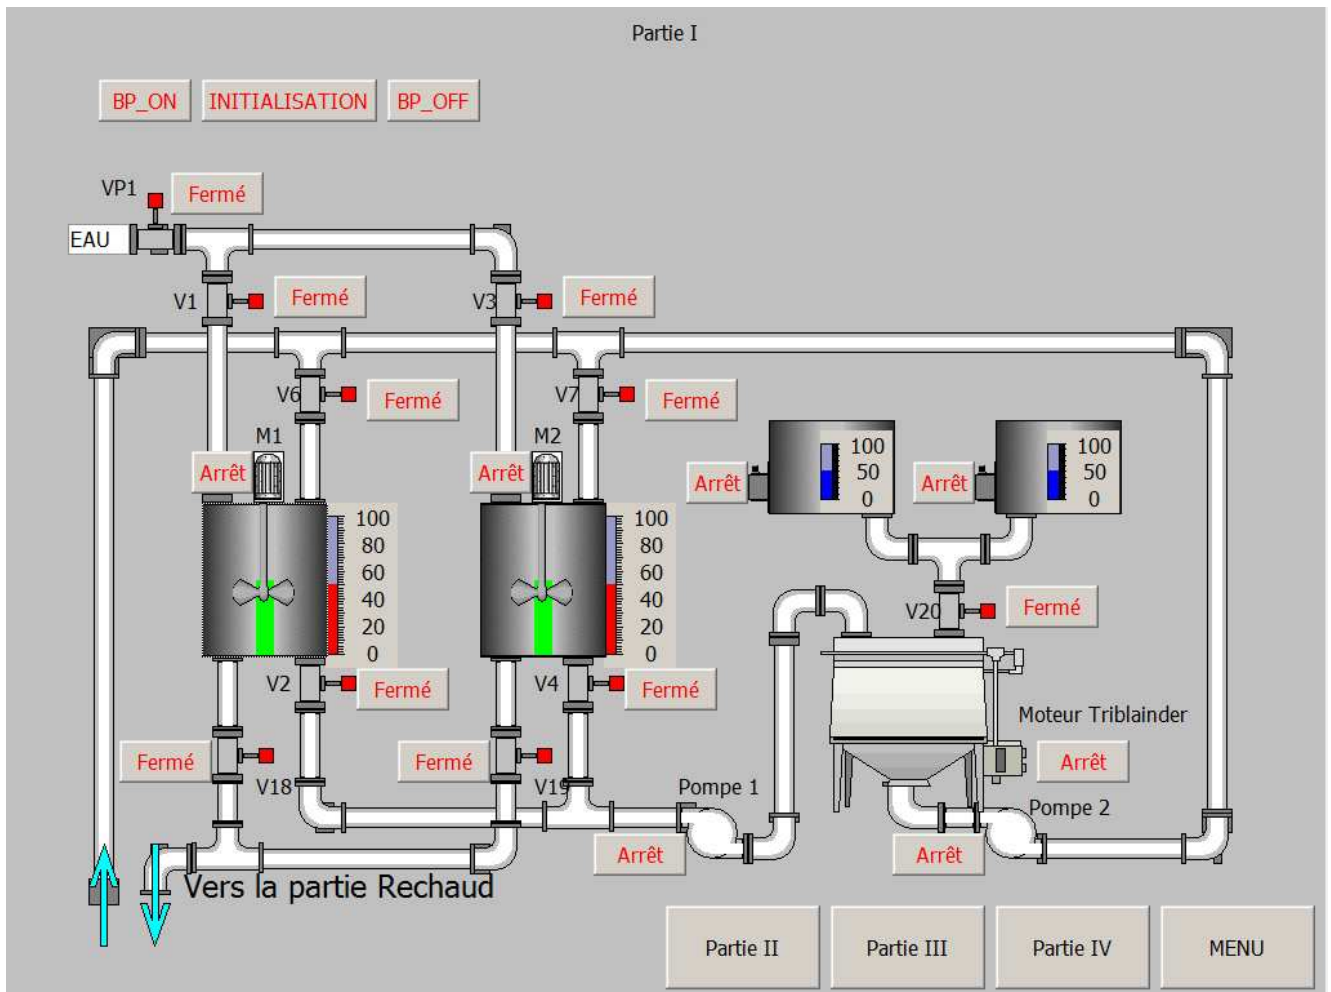 Partie I
BP_ON INITIALISATION BP_OFF
VP1 Fermé
EAU
V1 Fermé V3 Fermé
V6 Fermé V7 Fermé
M1 M2
Arrêt Arrêt Arrêt Arrêt
100 50 0
100 50 0
100 80 60 40 20 0
100 80 60 40 20 0
V20 Fermé
V2 Fermé V4 Fermé
Moteur Triblainder
Fermé Fermé Arrêt
V18 V19 Pompe 1
Pompe 2
Arrêt Arrêt
Vers la partie Rechaud
Partie II Partie III Partie IV MENU